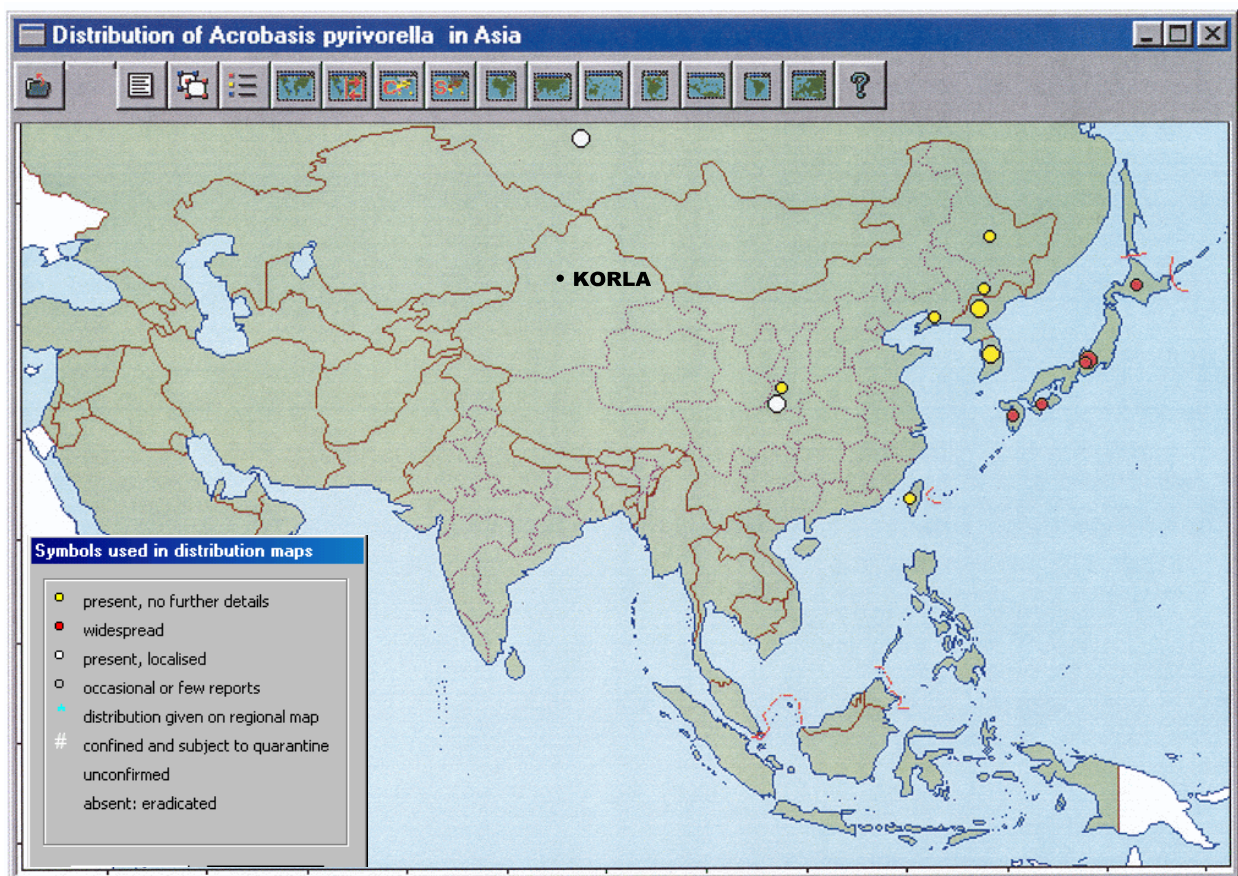 Distribution of Acrobasis pyrivorella in Asia
C
S
?
• KORLA
Symbols used in distribution maps
present, no further details
widespread
present, localised
occasional or few reports
distribution given on regional map
# confined and subject to quarantine
unconfirmed
absent: eradicated